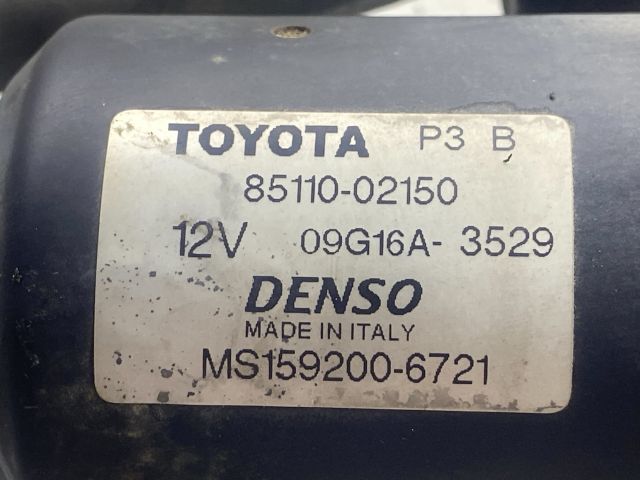 TOYOTA P3 B
85110-02150
12V 09G16A- 3529
DENSO
MADE IN ITALY
MS159200-6721